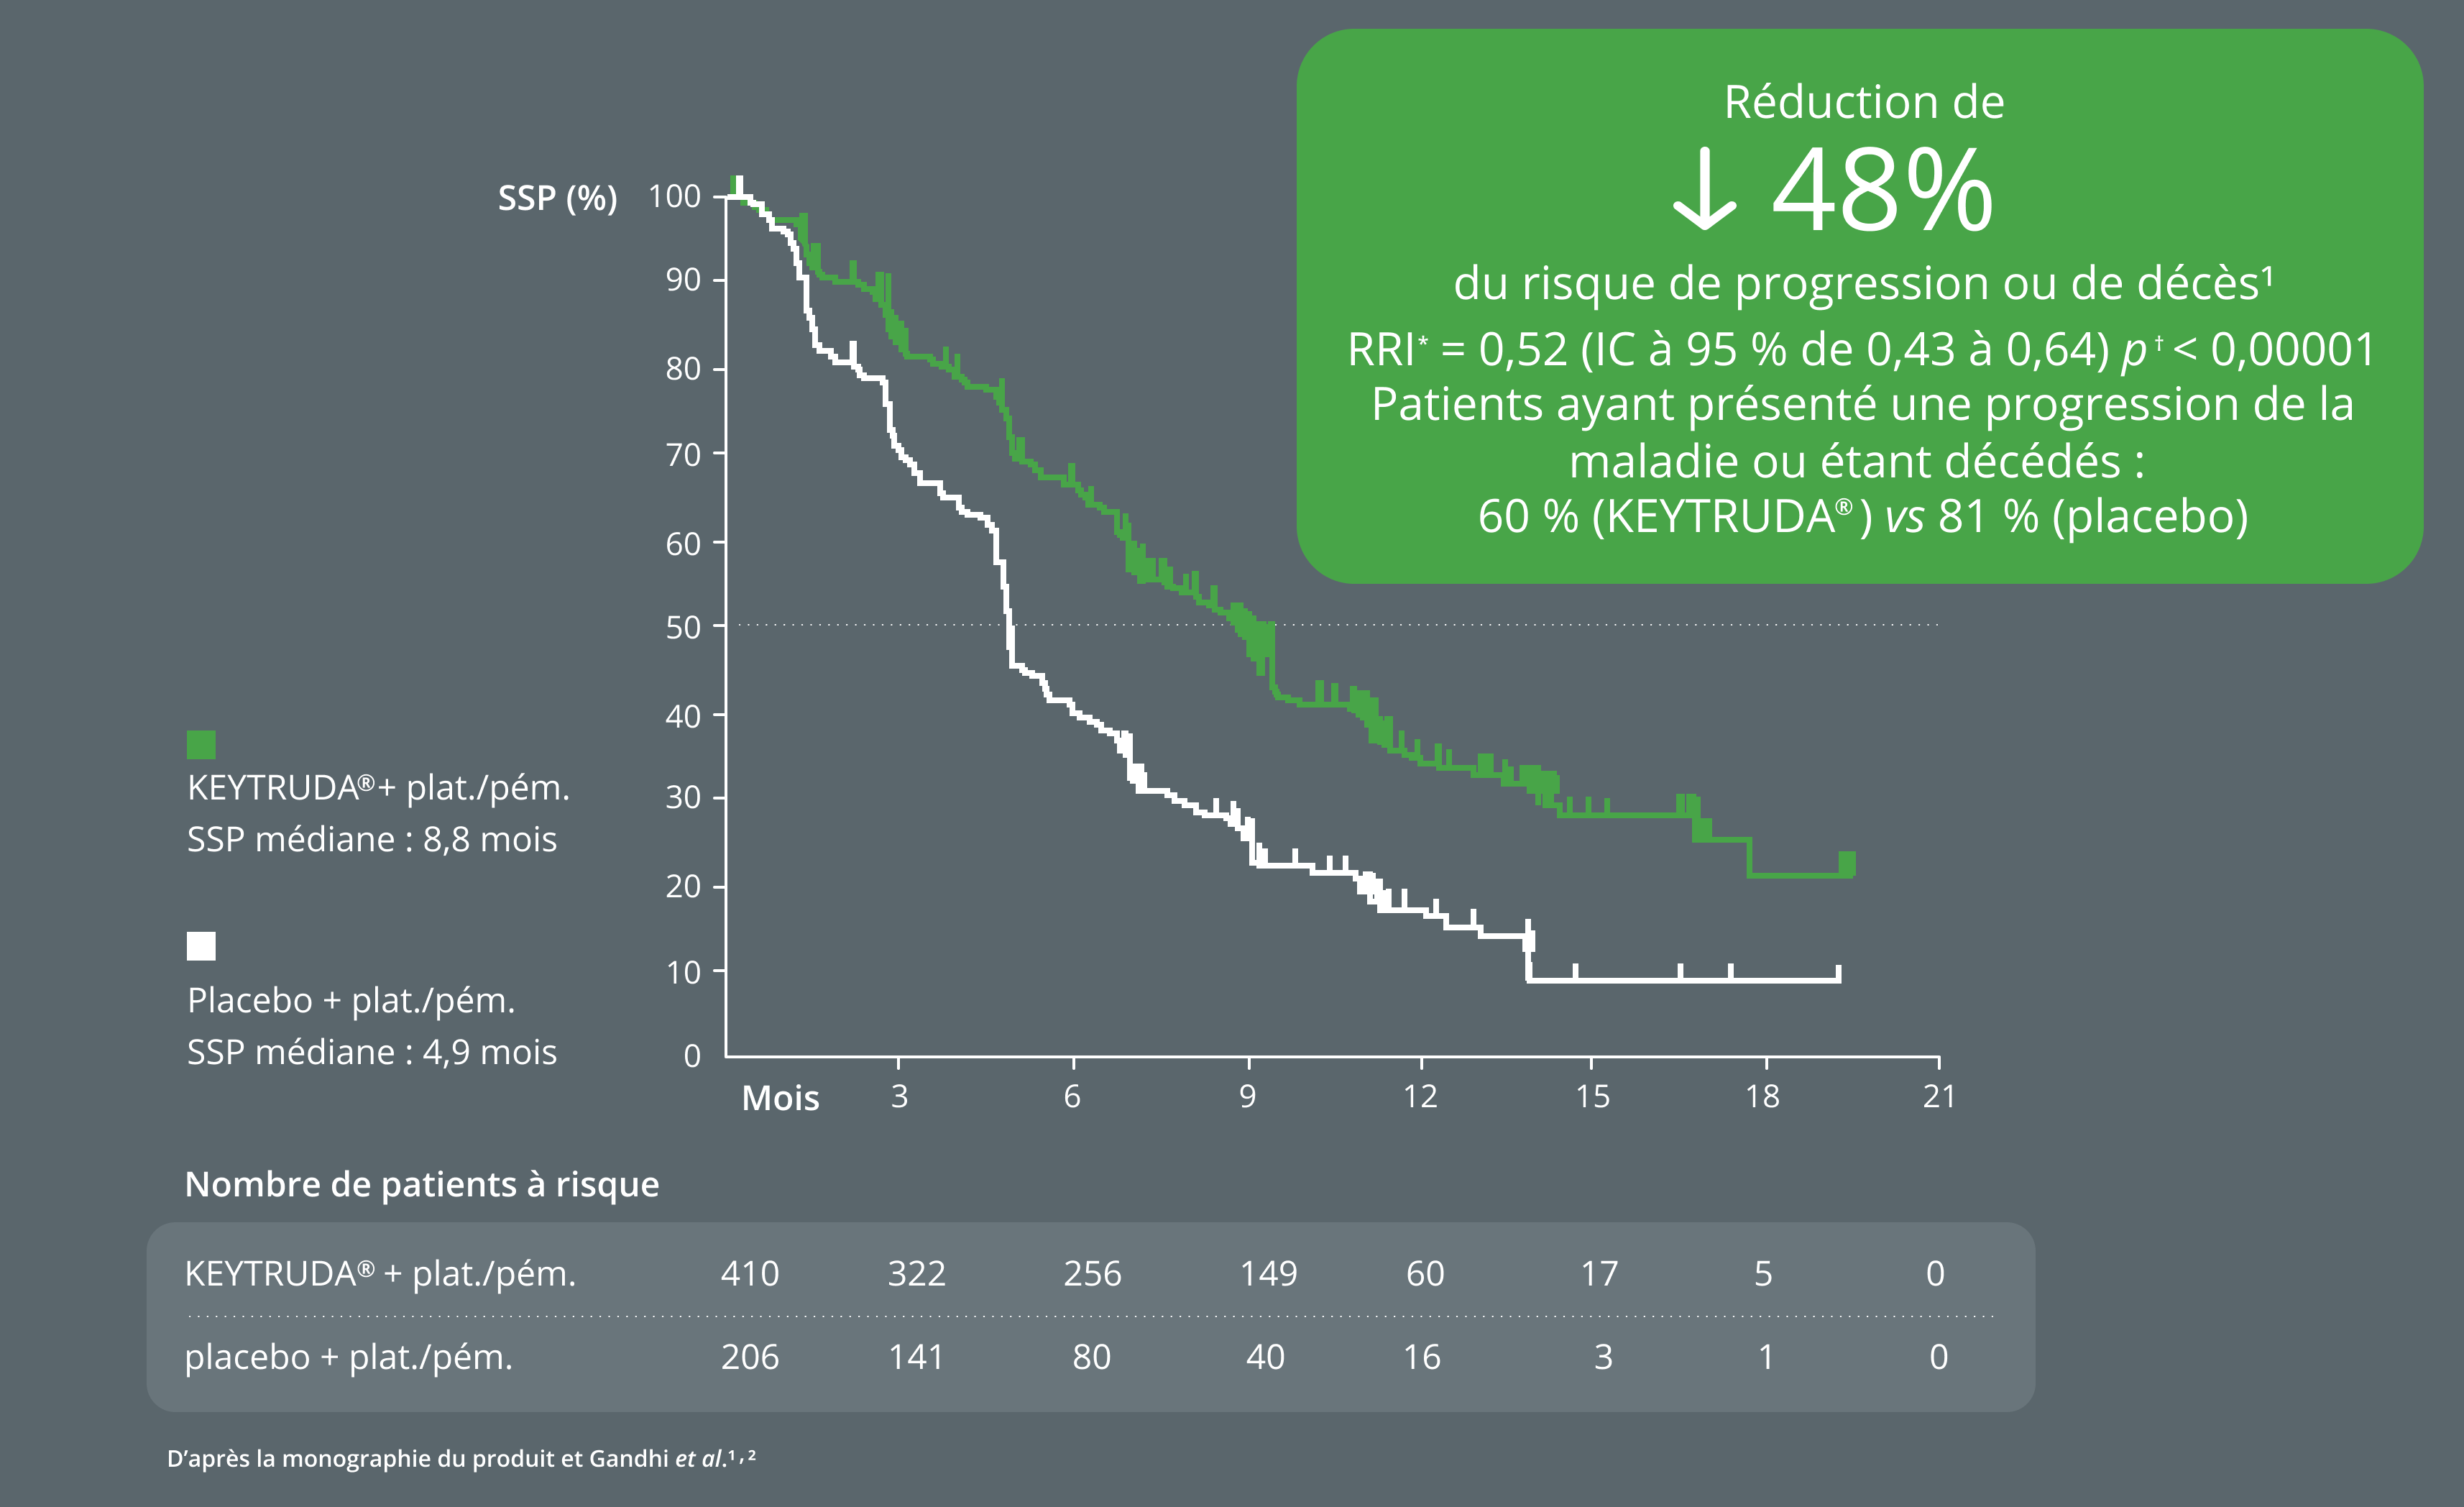 Réduction de
↓ 48%
du risque de progression ou de décès¹
RRI* = 0,52 (IC à 95 % de 0,43 à 0,64) p† < 0,00001
Patients ayant présenté une progression de la
maladie ou étant décédés :
60 % (KEYTRUDA®) vs 81 % (placebo)
SSP (%)
100
90
80
70
60
50
40
30
20
10
0
Mois 3 6 9 12 15 18 21
KEYTRUDA® + plat./pém.
SSP médiane : 8,8 mois
Placebo + plat./pém.
SSP médiane : 4,9 mois
Nombre de patients à risque
KEYTRUDA® + plat./pém. 410 322 256 149 60 17 5 0
placebo + plat./pém. 206 141 80 40 16 3 1 0
D’après la monographie du produit et Gandhi et al.¹,²